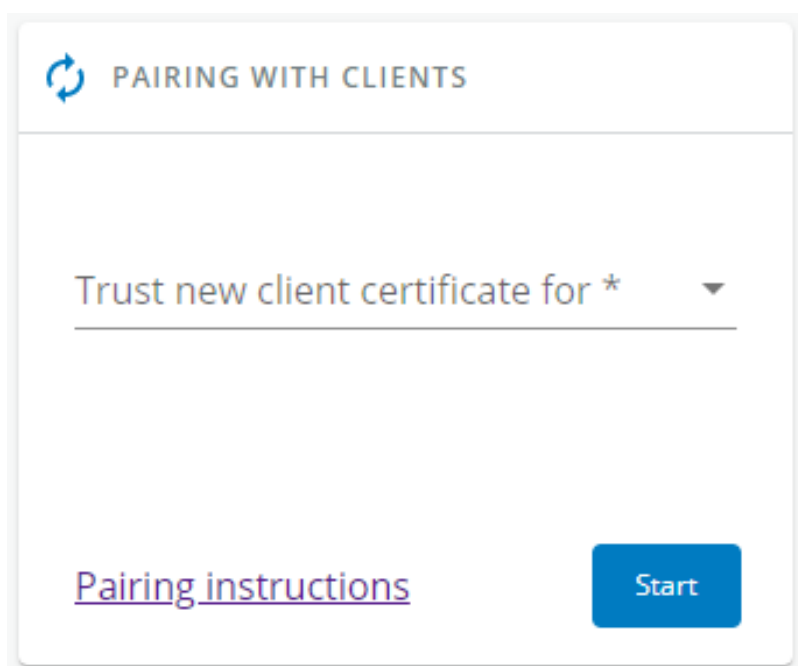 PAIRING WITH CLIENTS
Trust new client certificate for *
Pairing instructions
Start